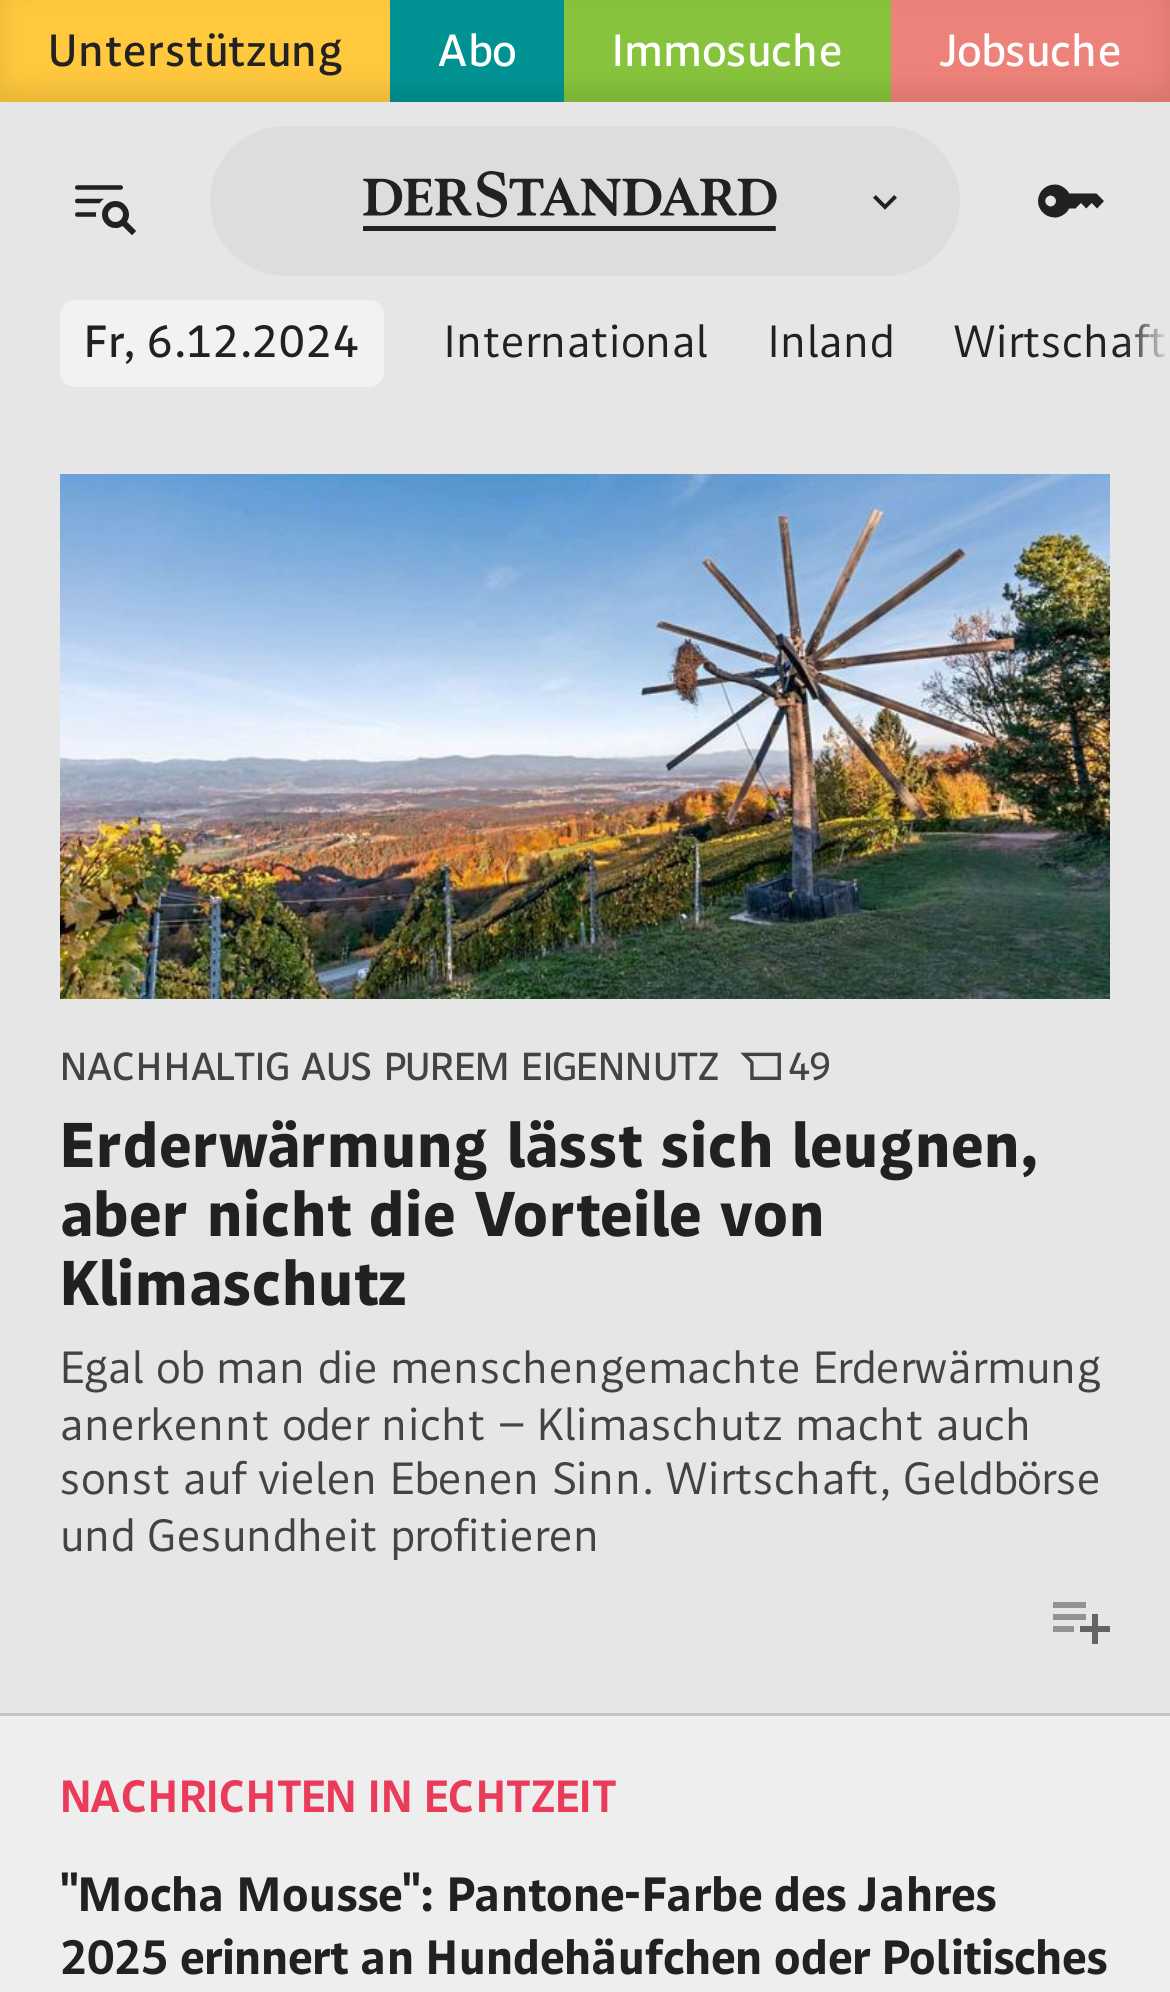 Unterstützung Abo Immosuche Jobsuche
DERSTANDARD
Fr, 6.12.2024 International Inland Wirtschaft
NACHHALTIG AUS PUREM EIGENNUTZ 49
Erderwärmung lässt sich leugnen,
aber nicht die Vorteile von
Klimaschutz
Egal ob man die menschengemachte Erderwärmung
anerkennt oder nicht – Klimaschutz macht auch
sonst auf vielen Ebenen Sinn. Wirtschaft, Geldbörse
und Gesundheit profitieren
NACHRICHTEN IN ECHTZEIT
"Mocha Mousse": Pantone-Farbe des Jahres
2025 erinnert an Hundehäufchen oder Politisches